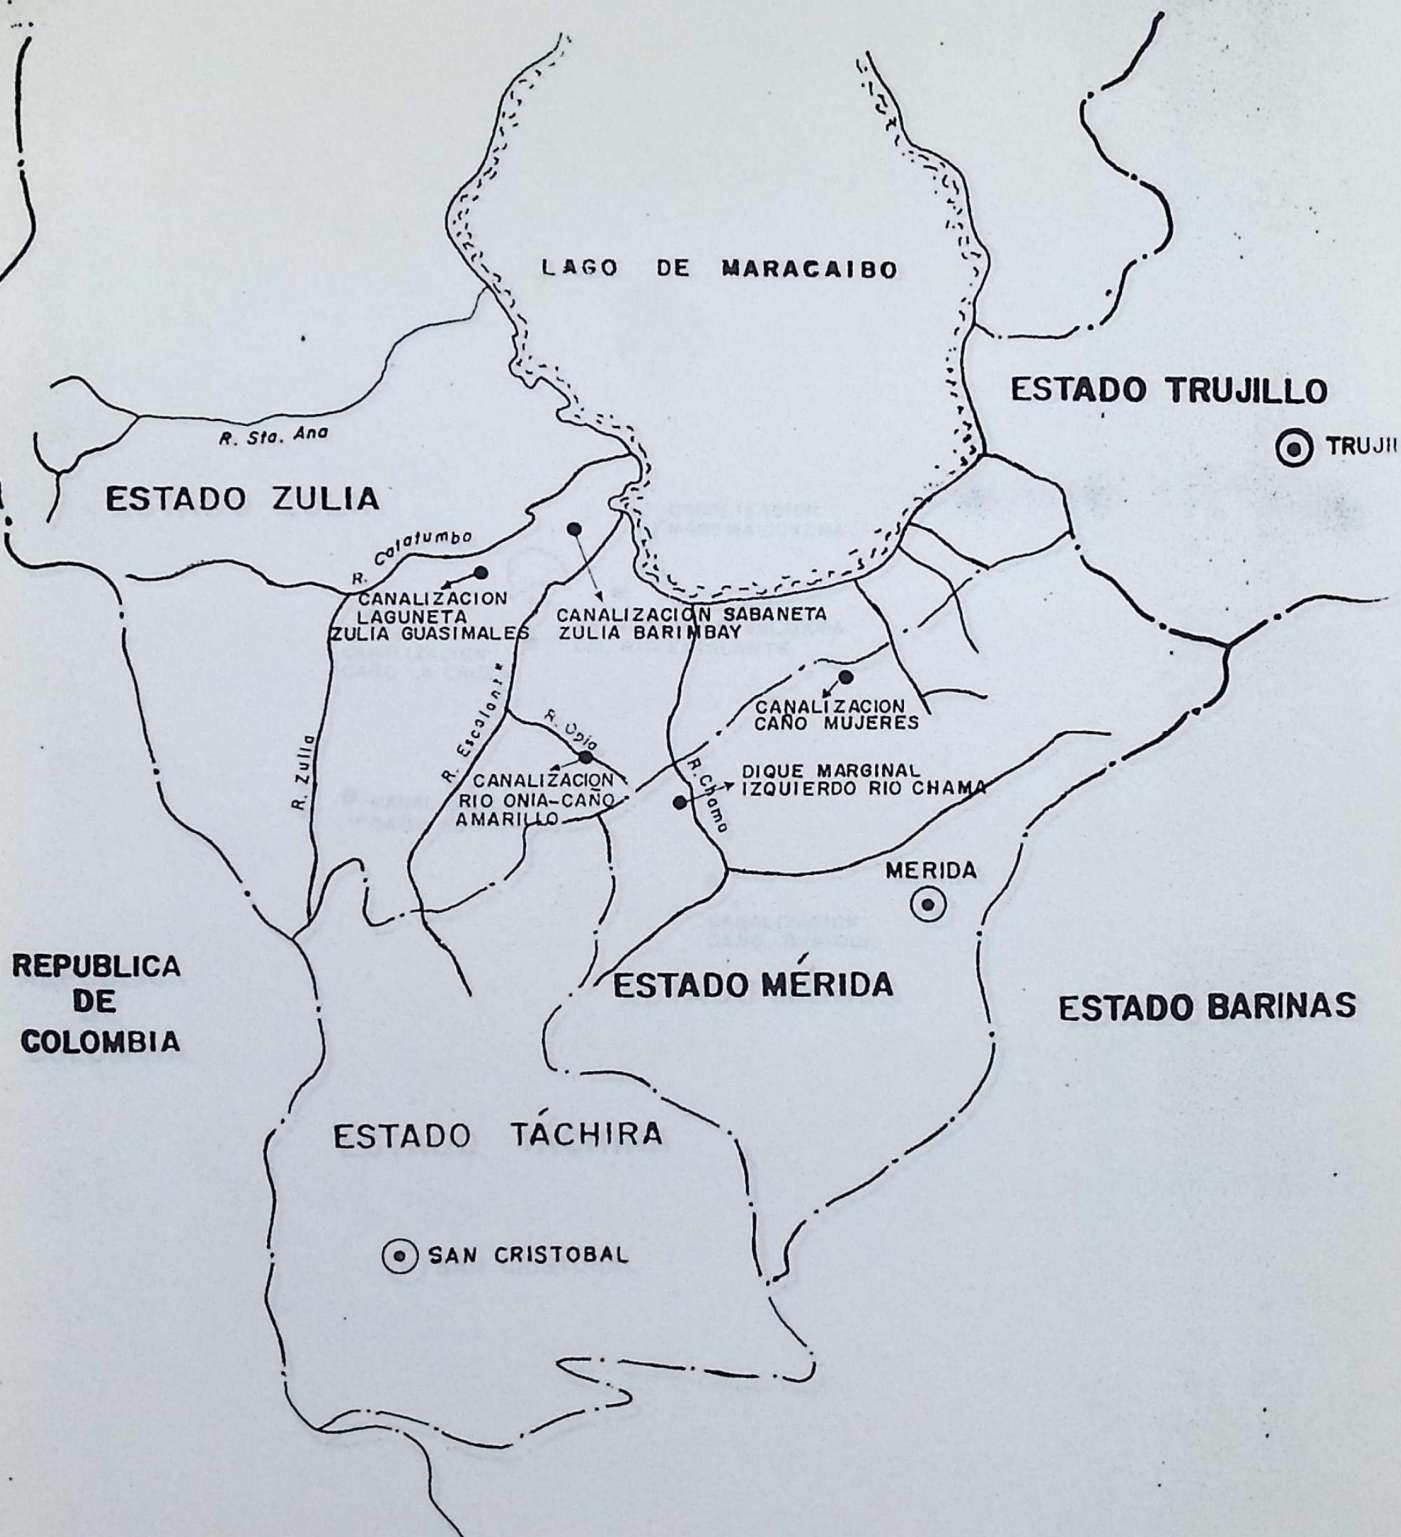 LAGO DE MARACAIBO
ESTADO TRUJILLO
R. Sta. Ana
TRUJII
ESTADO ZULIA
R. Catatumbo
CANALIZACION
LAGUNETA
ZULIA GUASIMALES
CANALIZACION SABANETA
ZULIA BARIMBAY
R. Escalante
CANALIZACION
CAÑO MUJERES
R. Onia
R. Zulia
R. Chama
DIQUE MARGINAL
IZQUIERDO RIO CHAMA
CANALIZACION
RIO ONIA-CAÑO
AMARILLO
MERIDA
REPUBLICA
DE
COLOMBIA
ESTADO MÉRIDA
ESTADO BARINAS
ESTADO TÁCHIRA
SAN CRISTOBAL